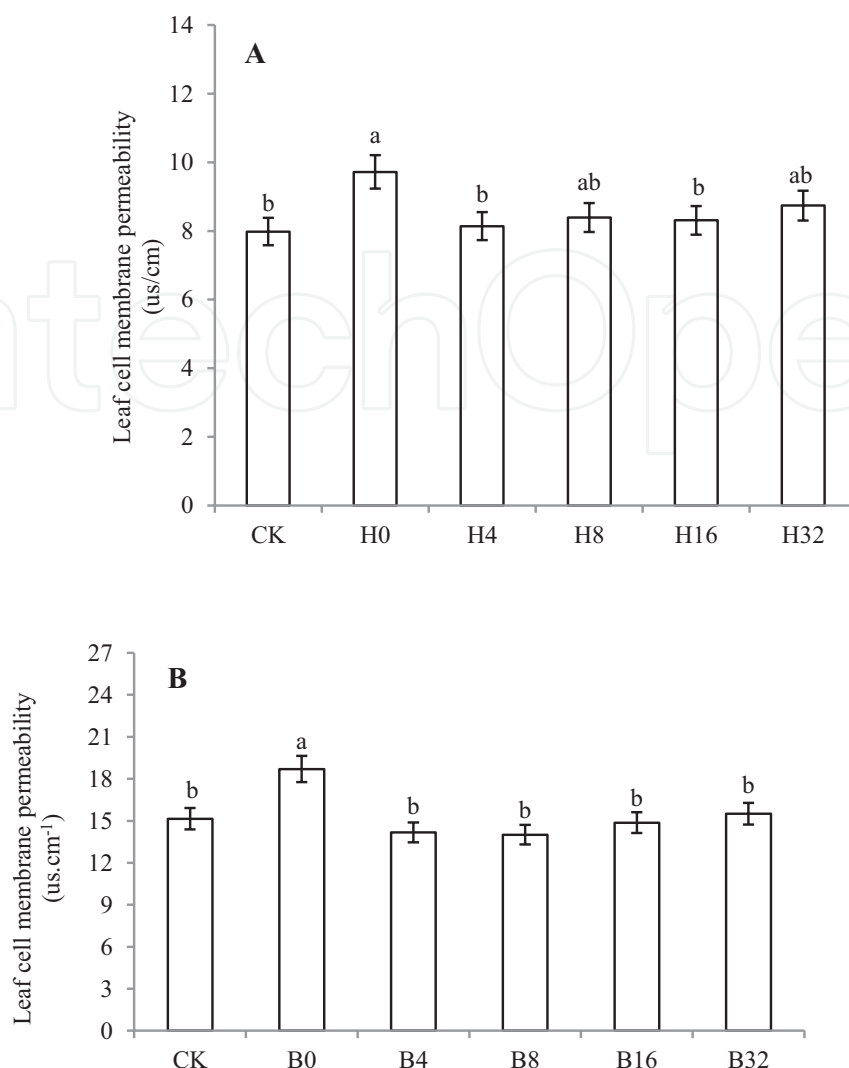 A
Leaf cell membrane permeability
(us/cm)
14
12
10
8
6
4
2
0
b
a
b
ab
b
ab
CK H0 H4 H8 H16 H32
ntechOpe
B
Leaf cell membrane permeability
(us.cm-1)
27
24
21
18
15
12
9
6
3
0
b
a
b
b
b
b
CK B0 B4 B8 B16 B32